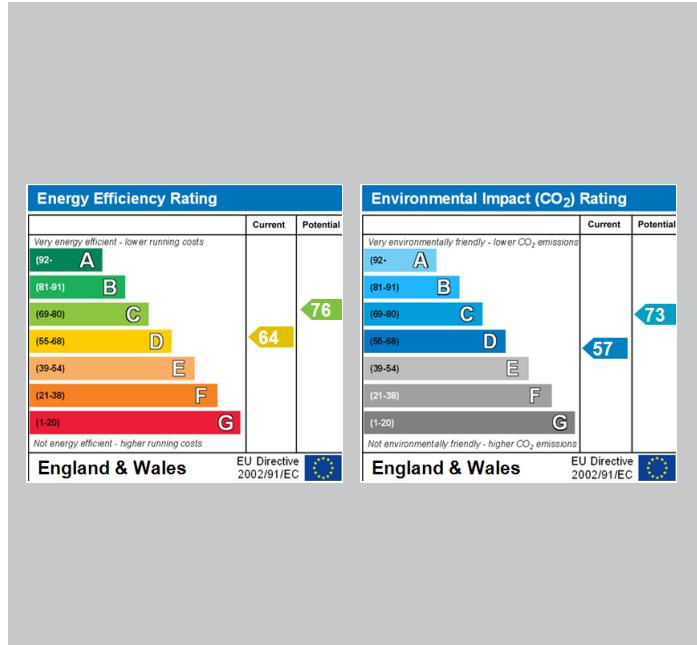 Energy Efficiency Rating
Current Potential
Very energy efficient - lower running costs
(92- A
(81-91) B
(69-80) C
76
(55-68) D
64
(39-54) E
(21-38) F
(1-20) G
Not energy efficient - higher running costs
England & Wales
EU Directive
2002/91/EC
Environmental Impact (CO2) Rating
Current Potential
Very environmentally friendly - lower CO2 emissions
(92- A
(81-91) B
(69-80) C
73
(55-68) D
57
(39-54) E
(21-38) F
(1-20) G
Not environmentally friendly - higher CO2 emissions
England & Wales
EU Directive
2002/91/EC